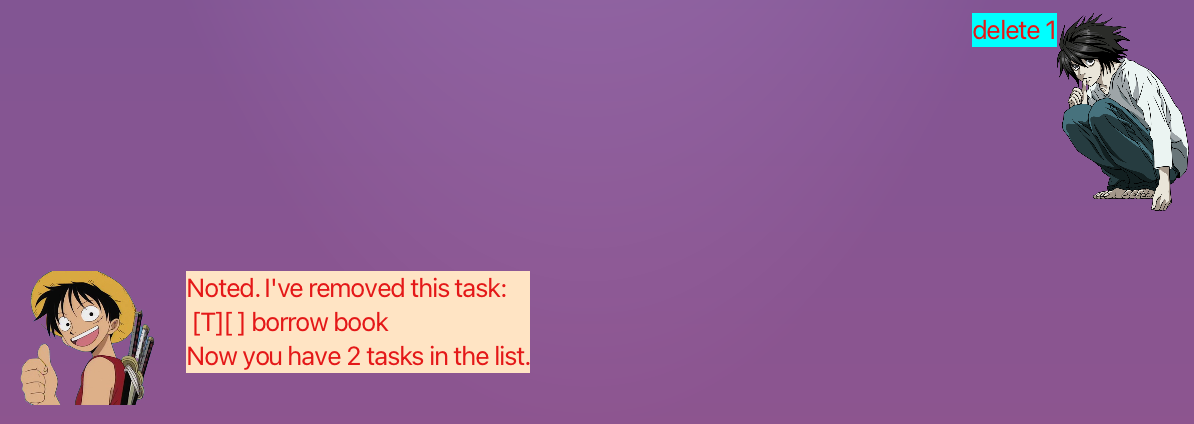 delete 1
Noted. I've removed this task:
[T][ ] borrow book
Now you have 2 tasks in the list.